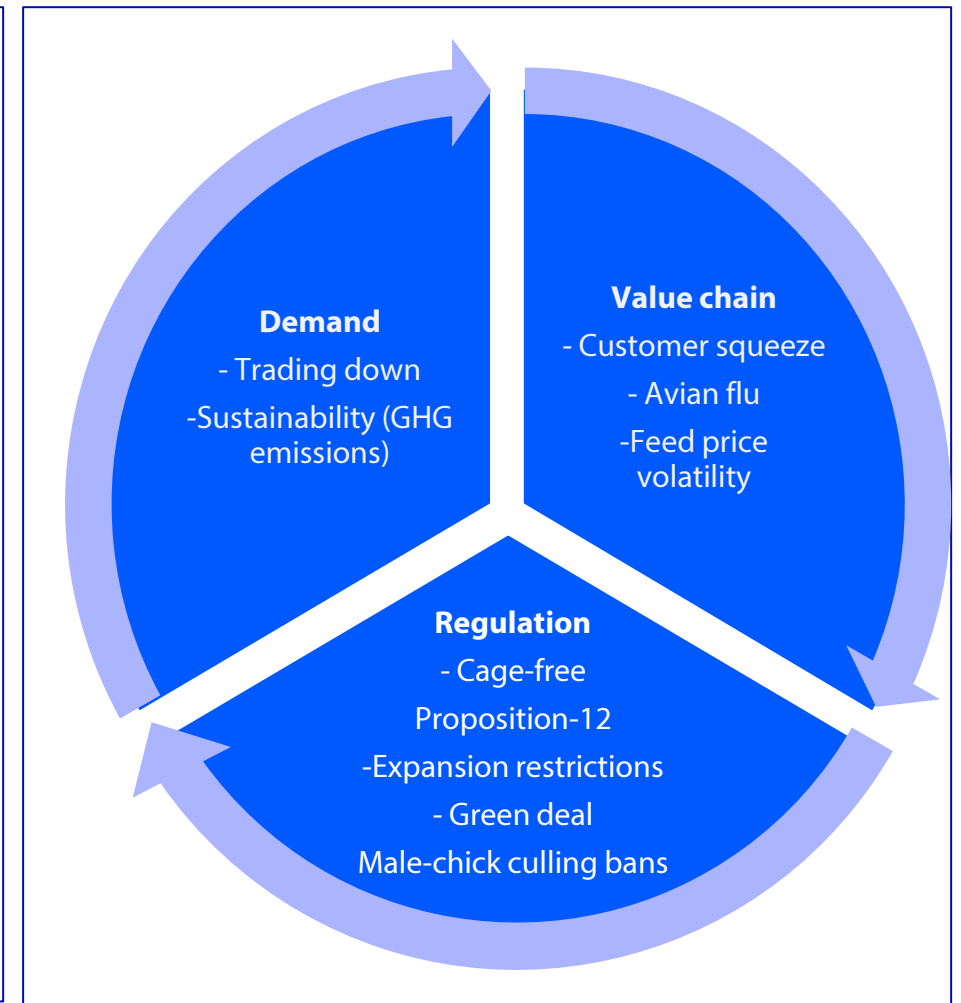 Demand
- Trading down
-Sustainability (GHG
emissions)
Value chain
- Customer squeeze
- Avian flu
-Feed price
volatility
Regulation
- Cage-free
Proposition-12
-Expansion restrictions
- Green deal
Male-chick culling bans